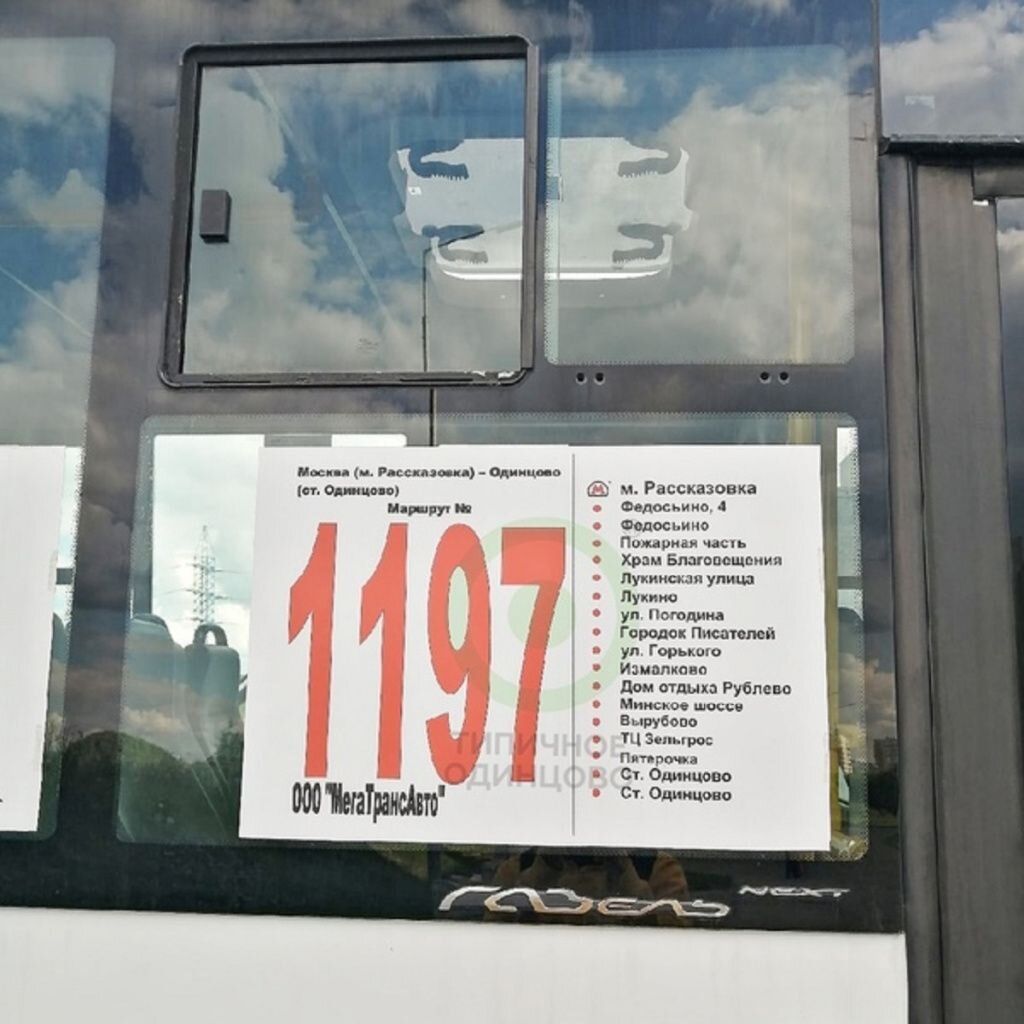 Москва (м. Рассказовка) – Одинцово
(ст. Одинцово)
Маршрут №
1197
ООО "МегаТрансАвто"
м. Рассказовка
Федосьино, 4
Федосьино
Пожарная часть
Храм Благовещения
Лукинская улица
Лукино
ул. Погодина
Городок Писателей
ул. Горького
Измалково
Дом отдыха Рублево
Минское шоссе
Вырубово
ТЦ Зельгрос
Пятерочка
Ст. Одинцово
Ст. Одинцово
ТИПИЧНОЕ
ОДИНЦОВО
ГАЗель NEXT